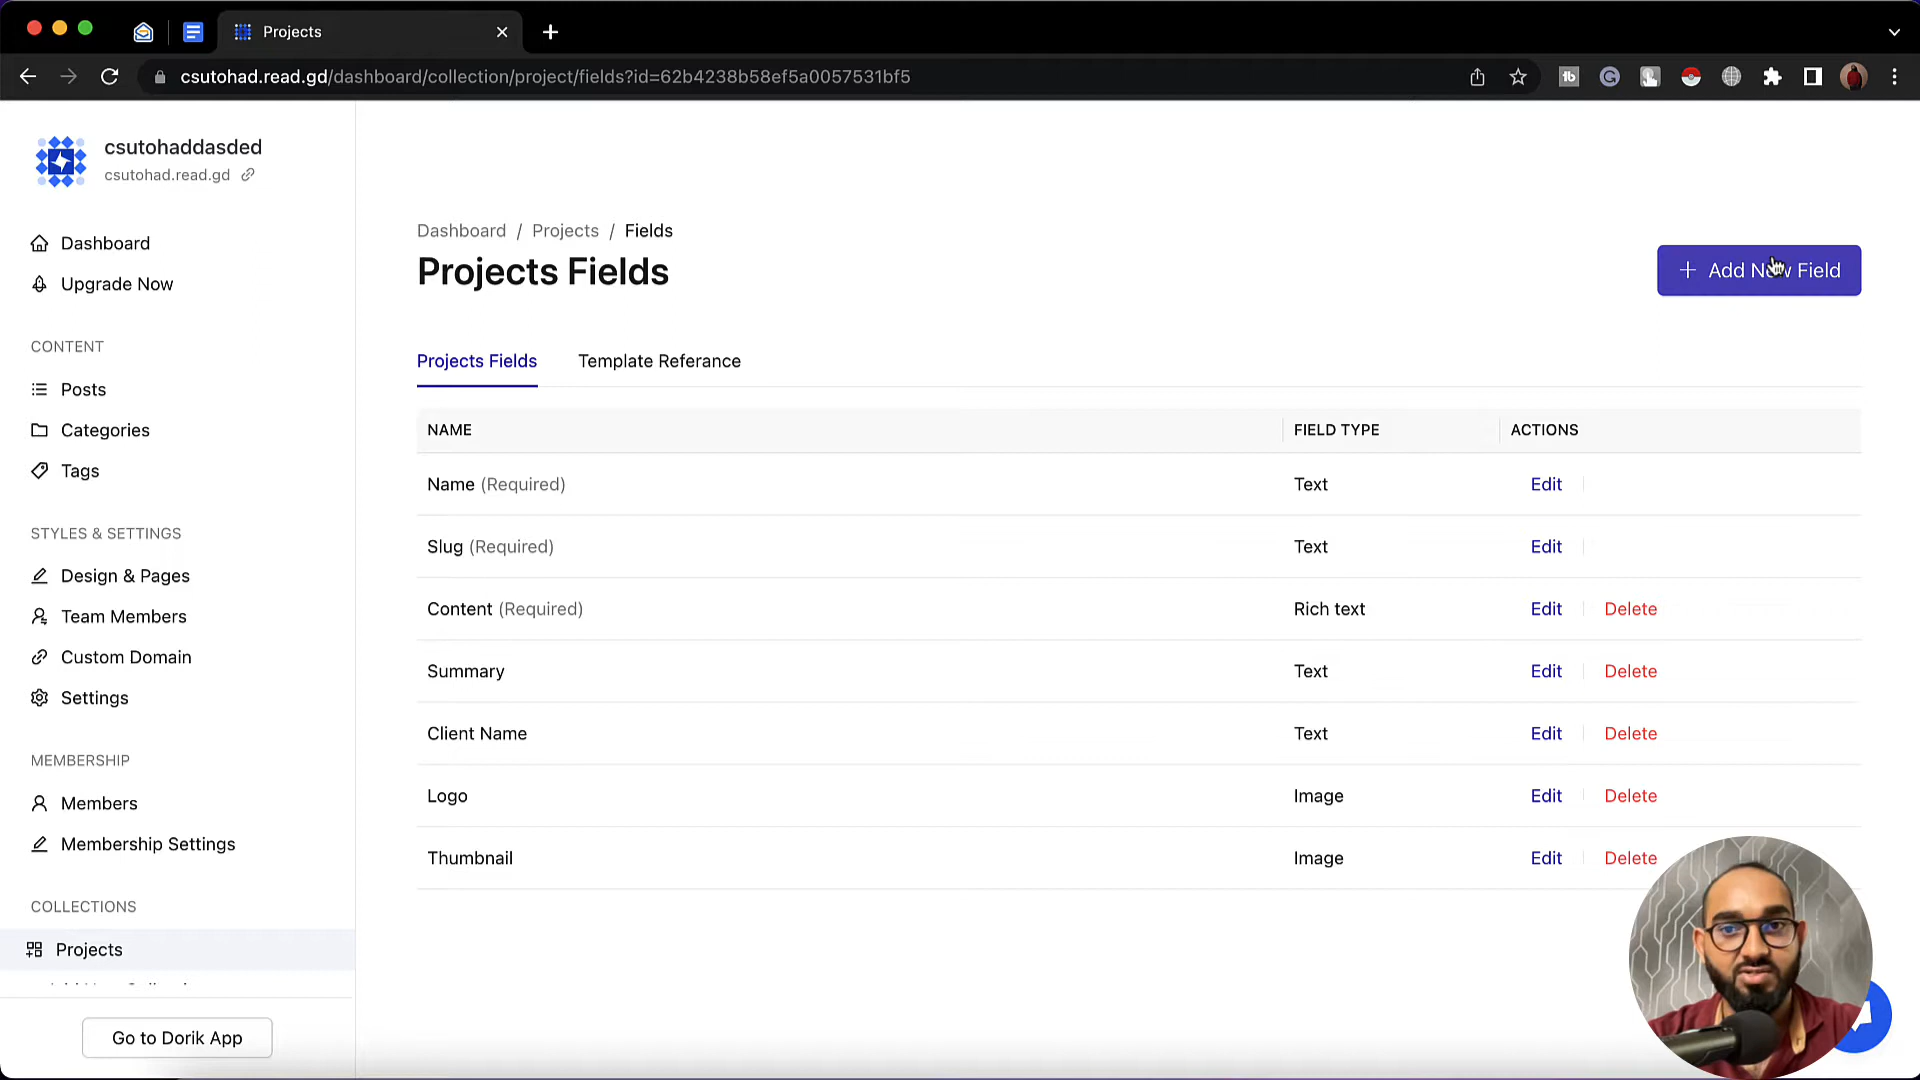 Projects
csutohad.read.gd/dashboard/collection/project/fields?id=62b4238b58ef5a0057531bf5
csutohaddasded
csutohad.read.gd
Dashboard
Upgrade Now
CONTENT
Posts
Categories
Tags
STYLES & SETTINGS
Design & Pages
Team Members
Custom Domain
Settings
MEMBERSHIP
Members
Membership Settings
COLLECTIONS
Projects
Go to Dorik App
Dashboard / Projects / Fields
Projects Fields
+ Add New Field
Projects Fields Template Referance
NAME FIELD TYPE ACTIONS
Name (Required) Text Edit
Slug (Required) Text Edit
Content (Required) Rich text Edit Delete
Summary Text Edit Delete
Client Name Text Edit Delete
Logo Image Edit Delete
Thumbnail Image Edit Delete